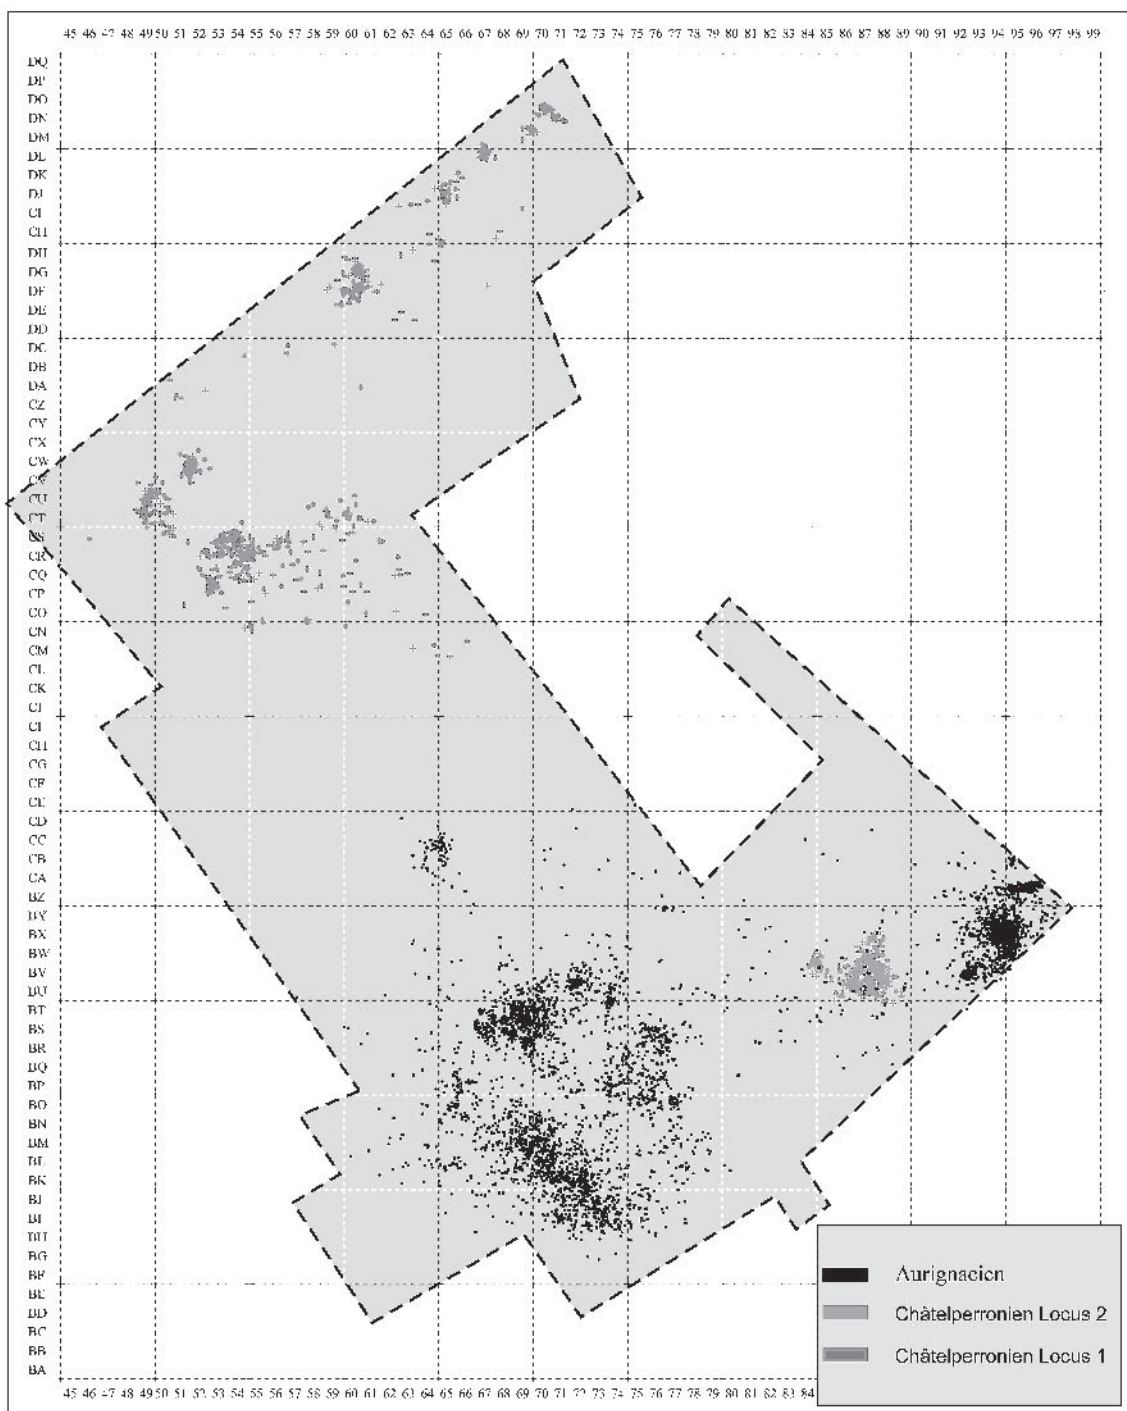 45 46 47 48 49 50 51 52 53 54 55 56 57 58 59 60 61 62 63 64 65 66 67 68 69 70 71 72 73 74 75 76 77 78 79 80 81 82 83 84 85 86 87 88 89 90 91 92 93 94 95 96 97 98 99
DQ
DP
DO
DN
DM
DL
DK
DJ
CI
CH
DH
DG
DF
DE
DD
DC
DB
DA
CZ
CY
CX
CW
CV
CU
CT
CS
CR
CQ
CP
CO
CN
CM
CL
CK
CJ
CI
CH
CG
CF
CE
CD
CC
CB
CA
BZ
BY
BX
BW
BV
BU
BT
BS
BR
BQ
BP
BO
BN
BM
BL
BK
BJ
BI
BH
BG
BF
BE
BD
BC
BB
BA
Aurignacien
Châtelperronien Locus 2
Châtelperronien Locus 1
45 46 47 48 49 50 51 52 53 54 55 56 57 58 59 60 61 62 63 64 65 66 67 68 69 70 71 72 73 74 75 76 77 78 79 80 81 82 83 84